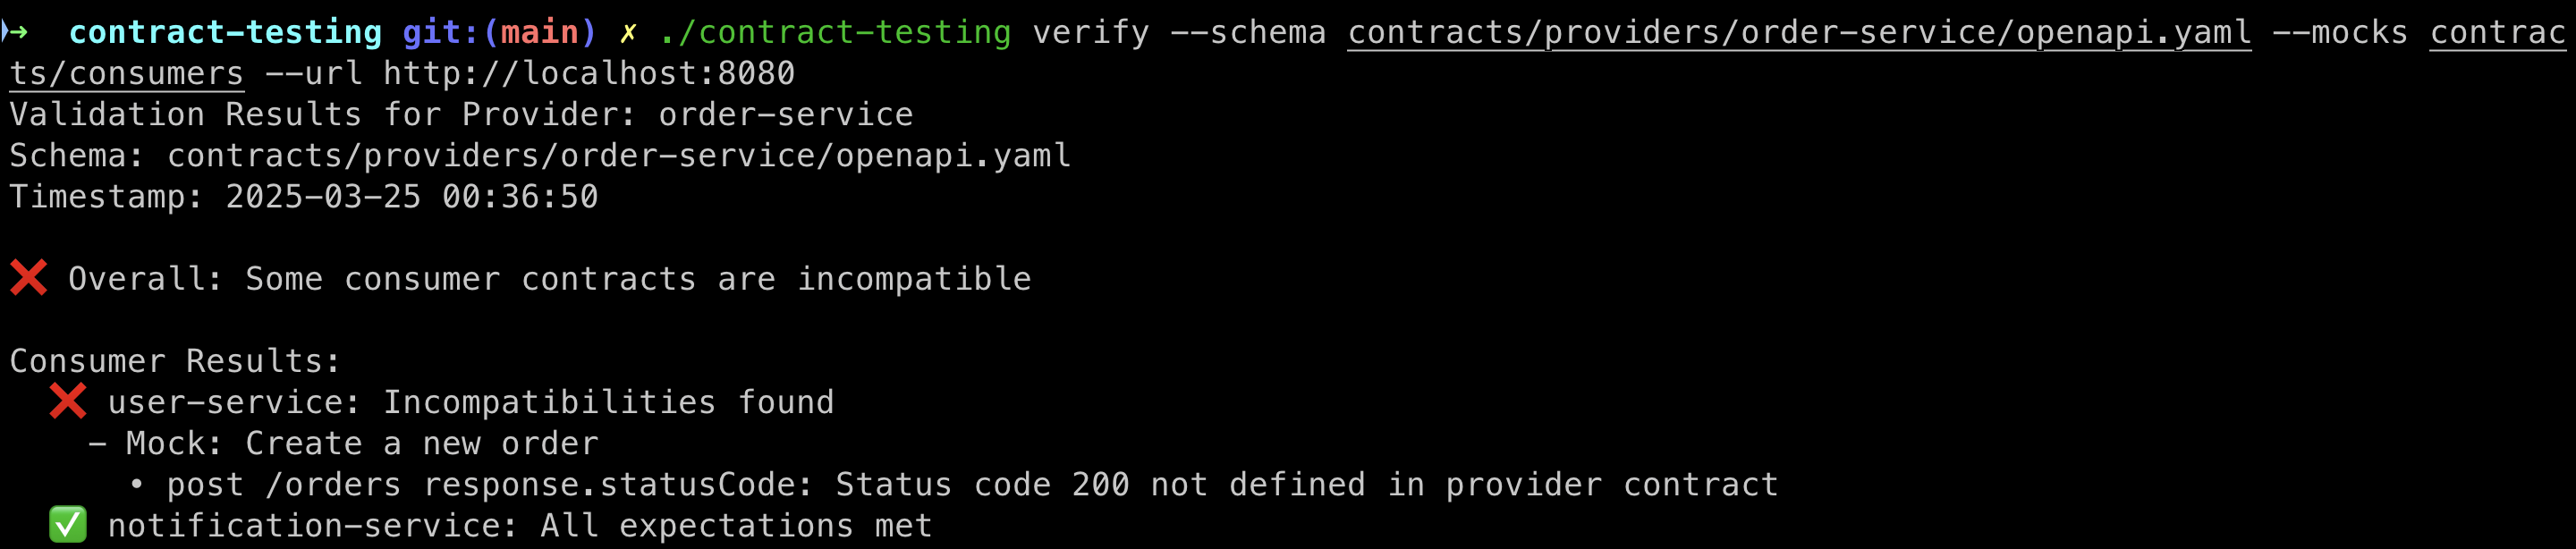 ➜  contract-testing git:(main) ✗ ./contract-testing verify --schema contracts/providers/order-service/openapi.yaml --mocks contrac
ts/consumers --url http://localhost:8080
Validation Results for Provider: order-service
Schema: contracts/providers/order-service/openapi.yaml
Timestamp: 2025-03-25 00:36:50
❌ Overall: Some consumer contracts are incompatible
Consumer Results:
❌ user-service: Incompatibilities found
- Mock: Create a new order
• post /orders response.statusCode: Status code 200 not defined in provider contract
✅ notification-service: All expectations met